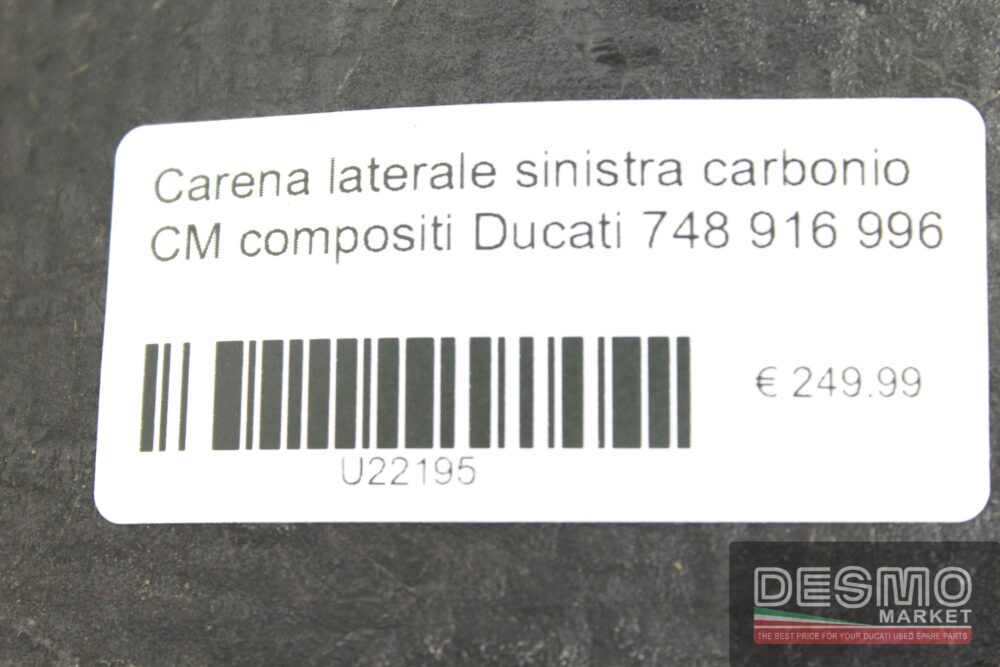 Carena laterale sinistra carbonio
CM compositi Ducati 748 916 996
€ 249.99
U22195
DESMO
MARKET
THE BEST PRICE FOR YOUR DUCATI USED SPARE PARTS